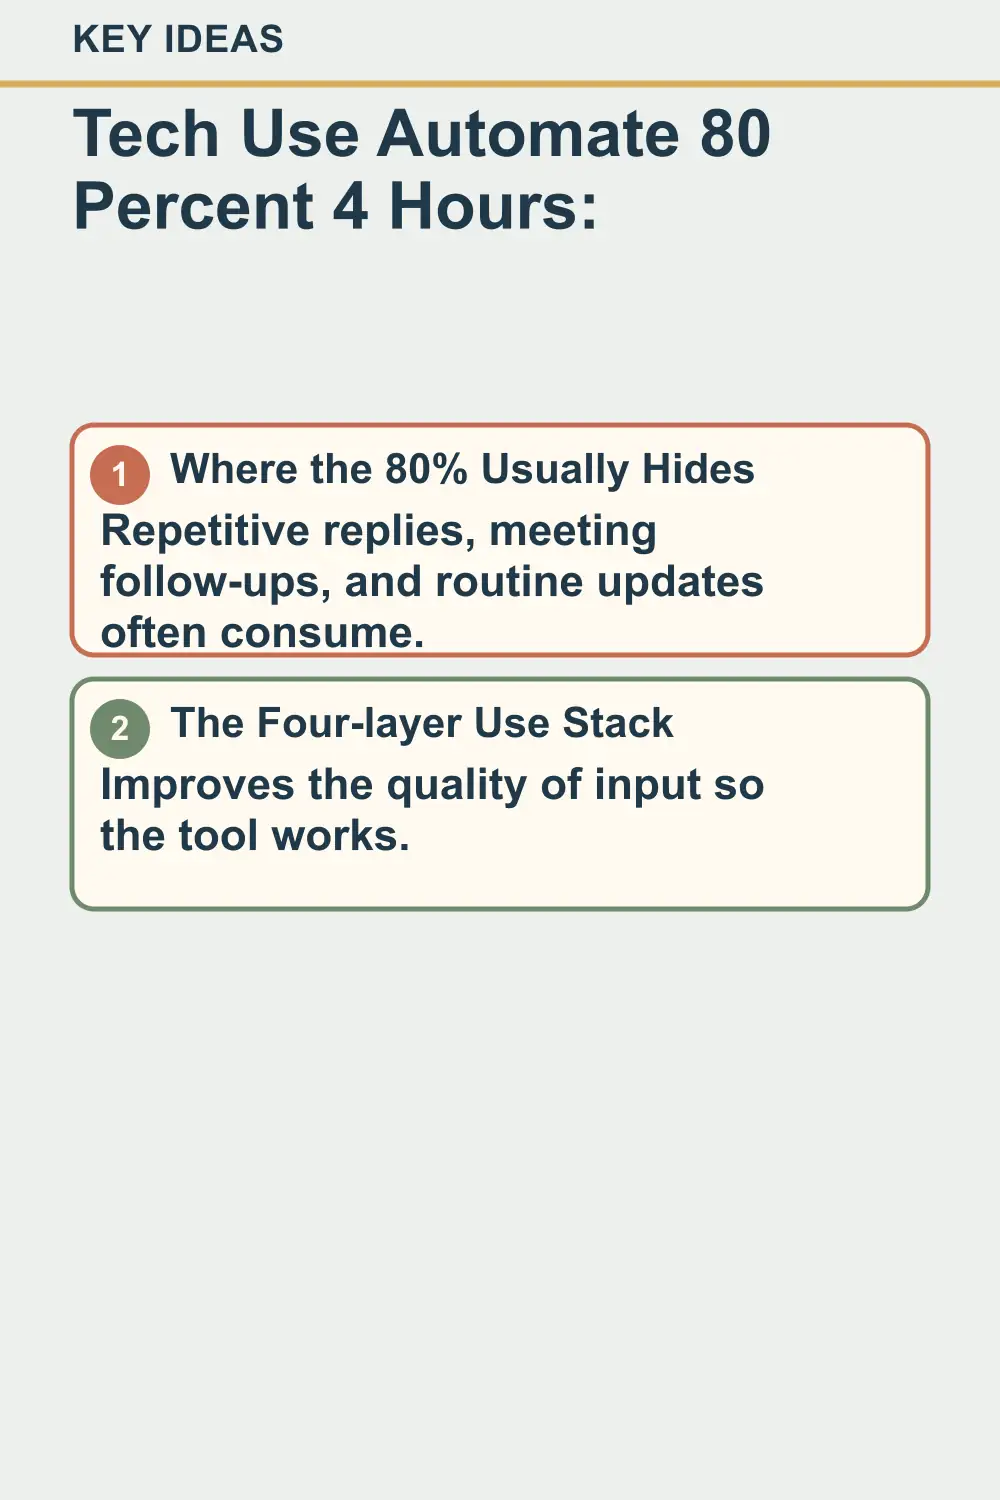 KEY IDEAS
Tech Use Automate 80
Percent 4 Hours:
1 Where the 80% Usually Hides
Repetitive replies, meeting
follow-ups, and routine updates
often consume.
2 The Four-layer Use Stack
Improves the quality of input so
the tool works.